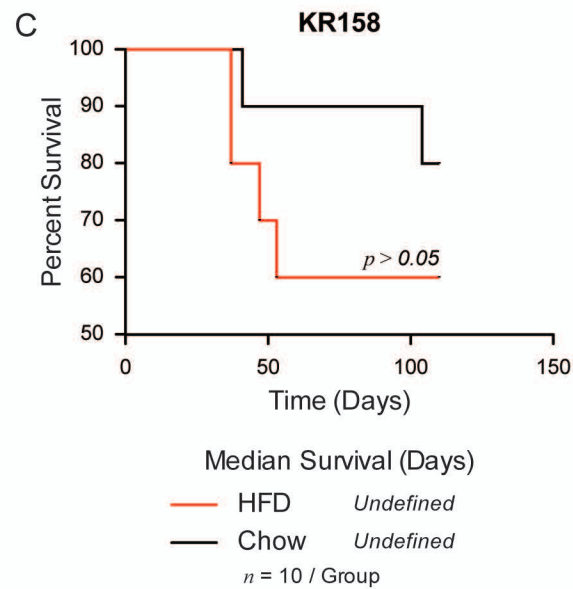 C
KR158
100
90
80
70
60
50
Percent Survival
p > 0.05
0 50 100 150
Time (Days)
Median Survival (Days)
HFD Undefined
Chow Undefined
n = 10 / Group